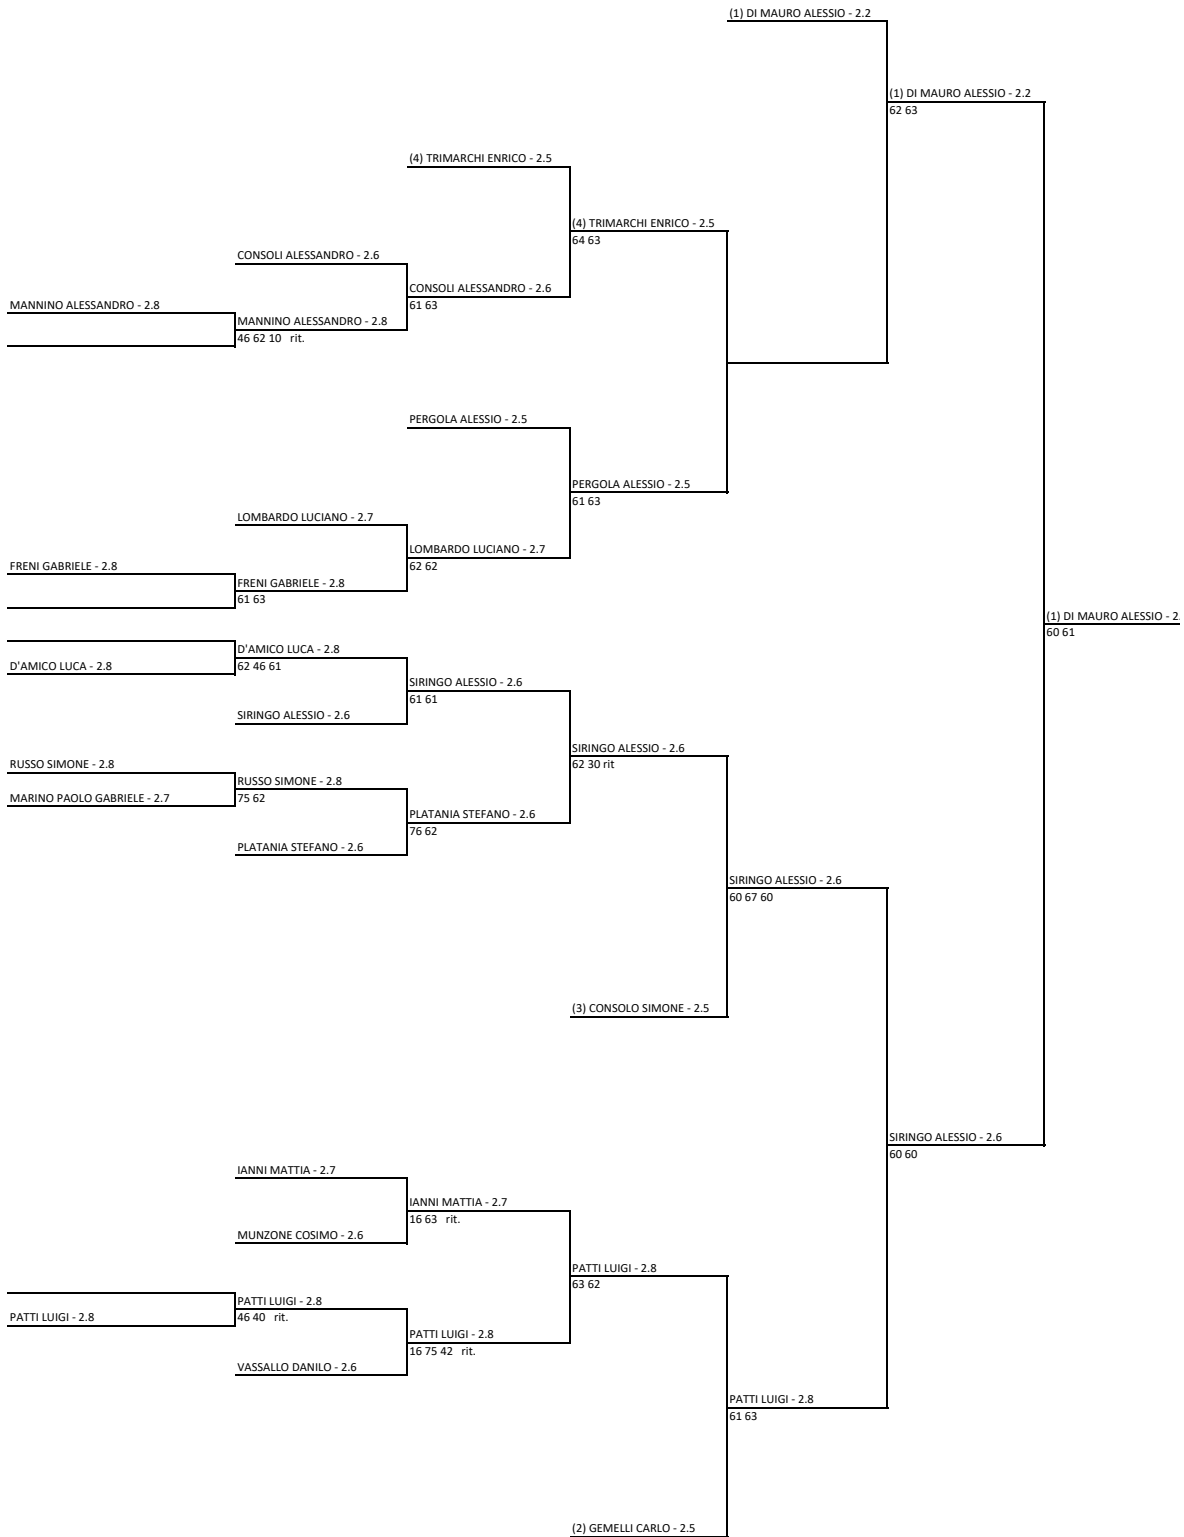 (1) DI MAURO ALESSIO - 2.2
(1) DI MAURO ALESSIO - 2.2
62 63
(4) TRIMARCHI ENRICO - 2.5
(4) TRIMARCHI ENRICO - 2.5
64 63
CONSOLI ALESSANDRO - 2.6
CONSOLI ALESSANDRO - 2.6
61 63
MANNINO ALESSANDRO - 2.8
MANNINO ALESSANDRO - 2.8
46 62 10 rit.
PERGOLA ALESSIO - 2.5
PERGOLA ALESSIO - 2.5
61 63
LOMBARDO LUCIANO - 2.7
LOMBARDO LUCIANO - 2.7
62 62
FRENI GABRIELE - 2.8
FRENI GABRIELE - 2.8
61 63
(1) DI MAURO ALESSIO - 2.
60 61
D'AMICO LUCA - 2.8
62 46 61
D'AMICO LUCA - 2.8
SIRINGO ALESSIO - 2.6
61 61
SIRINGO ALESSIO - 2.6
SIRINGO ALESSIO - 2.6
62 30 rit
RUSSO SIMONE - 2.8
RUSSO SIMONE - 2.8
75 62
MARINO PAOLO GABRIELE - 2.7
PLATANIA STEFANO - 2.6
76 62
PLATANIA STEFANO - 2.6
SIRINGO ALESSIO - 2.6
60 67 60
(3) CONSOLO SIMONE - 2.5
SIRINGO ALESSIO - 2.6
60 60
IANNI MATTIA - 2.7
IANNI MATTIA - 2.7
16 63 rit.
MUNZONE COSIMO - 2.6
PATTI LUIGI - 2.8
63 62
PATTI LUIGI - 2.8
46 40 rit.
PATTI LUIGI - 2.8
PATTI LUIGI - 2.8
16 75 42 rit.
VASSALLO DANILO - 2.6
PATTI LUIGI - 2.8
61 63
(2) GEMELLI CARLO - 2.5